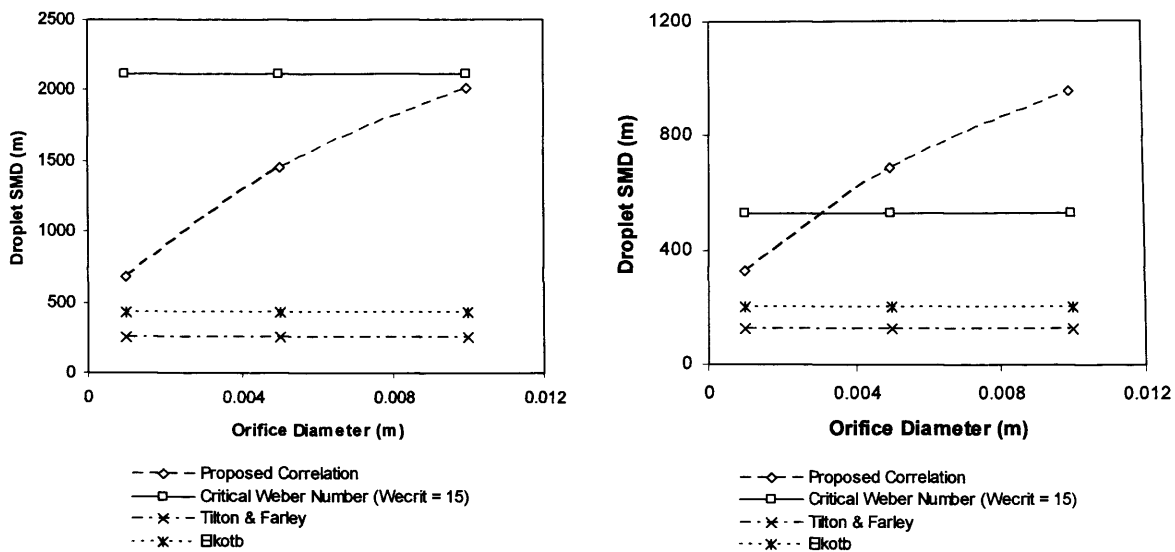 2500
2000
1500
1000
500
0
Droplet SMD (m)
0
0.004
0.008
0.012
Orifice Diameter (m)
Proposed Correlation
Critical Weber Number (Wecrit = 15)
Tilton & Farley
Elkotb
1200
800
400
0
Droplet SMD (m)
0
0.004
0.008
0.012
Orifice Diameter (m)
Proposed Correlation
Critical Weber Number (Wecrit = 15)
Tilton & Farley
Elkotb